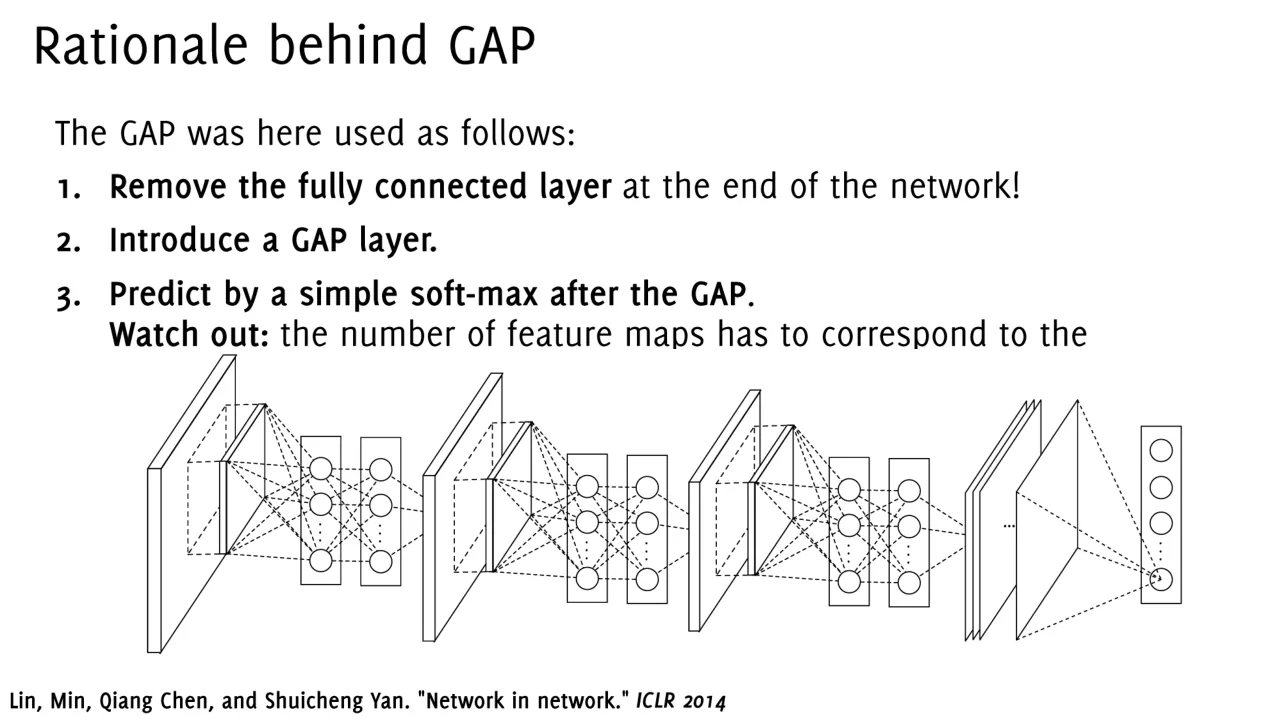 Rationale behind GAP
The GAP was here used as follows:
1. Remove the fully connected layer at the end of the network!
2. Introduce a GAP layer.
3. Predict by a simple soft-max after the GAP.
Watch out: the number of feature maps has to correspond to the
...
Lin, Min, Qiang Chen, and Shuicheng Yan. "Network in network." ICLR 2014